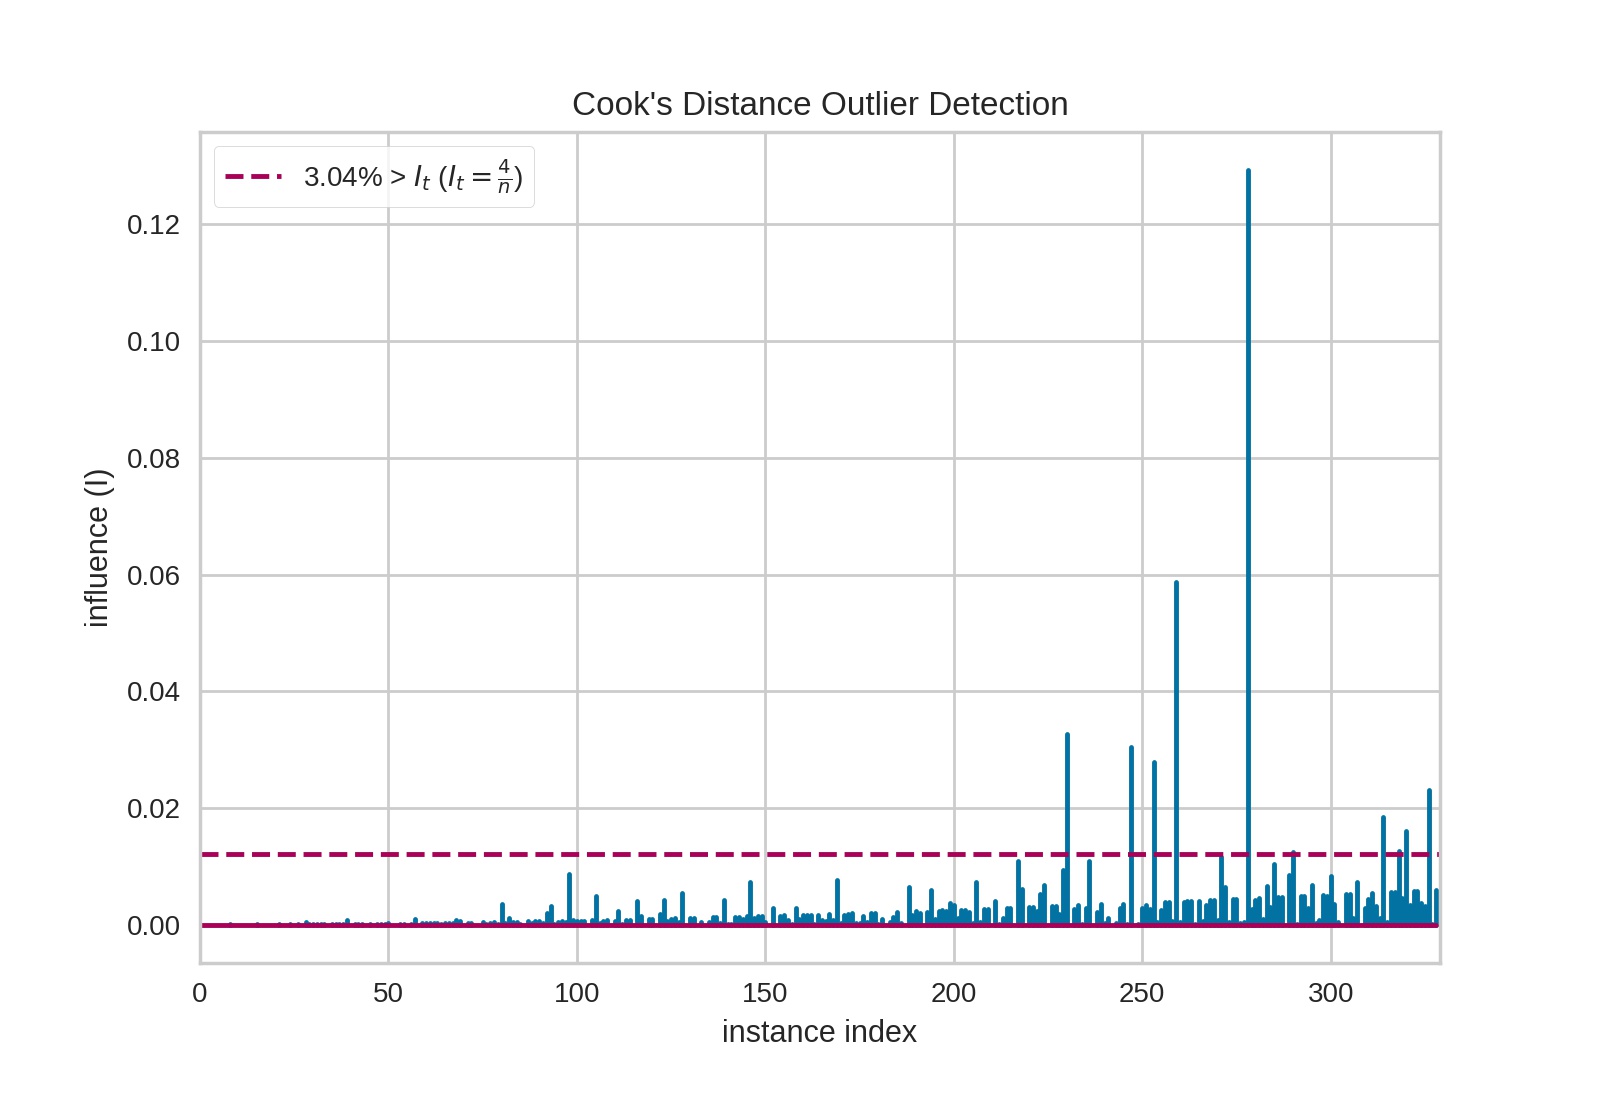 Cook's Distance Outlier Detection
3.04% > I_t (I_t = 4/n)
0.12
0.10
0.08
0.06
0.04
0.02
0.00
influence (I)
0 50 100 150 200 250 300
instance index